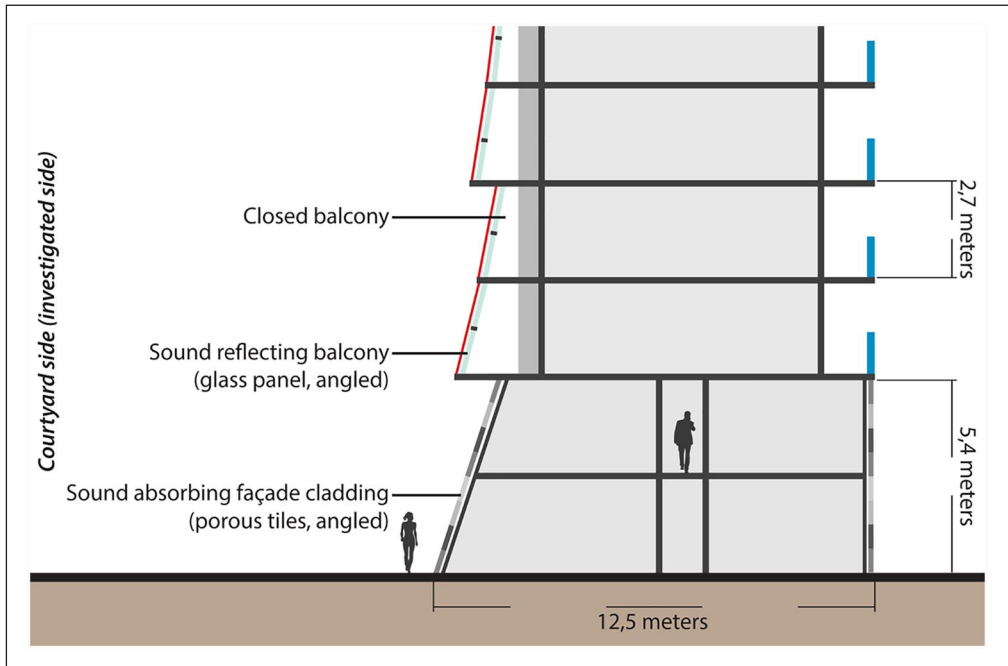 Courtyard side (investigated side)
Closed balcony
Sound reflecting balcony
(glass panel, angled)
Sound absorbing façade cladding
(porous tiles, angled)
2,7 meters
5,4 meters
12,5 meters